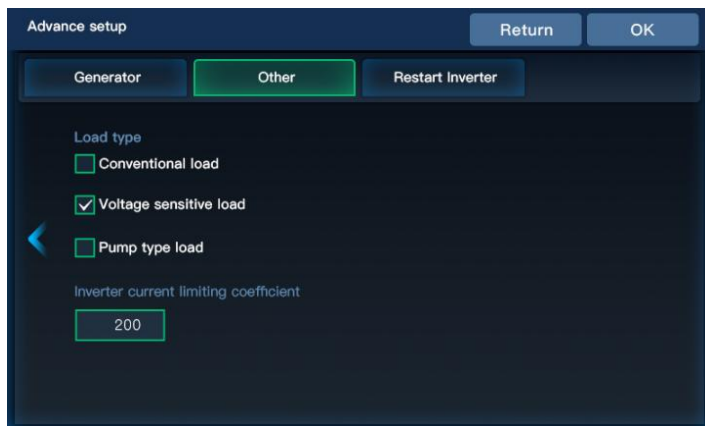 Advance setup
Return
OK
Generator
Other
Restart Inverter
Load type
Conventional load
Voltage sensitive load
Pump type load
Inverter current limiting coefficient
200